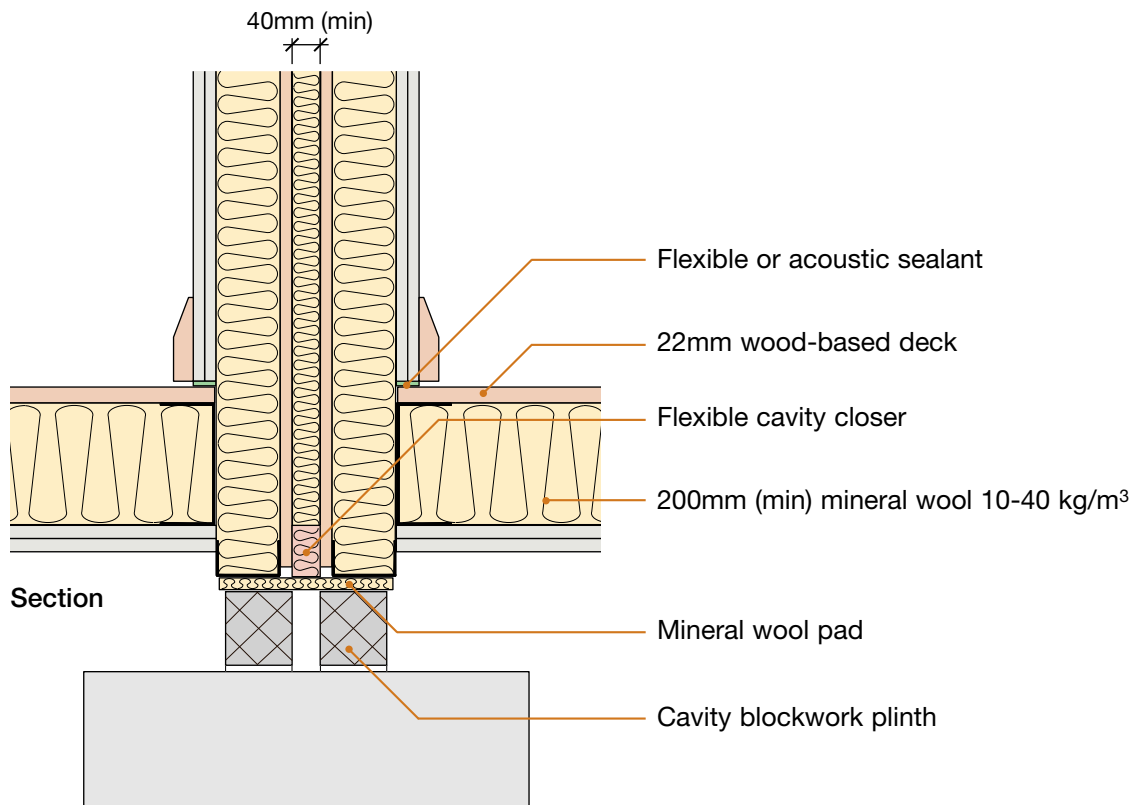 40mm (min)
Flexible or acoustic sealant
22mm wood-based deck
Flexible cavity closer
200mm (min) mineral wool 10-40 kg/m³
Section
Mineral wool pad
Cavity blockwork plinth